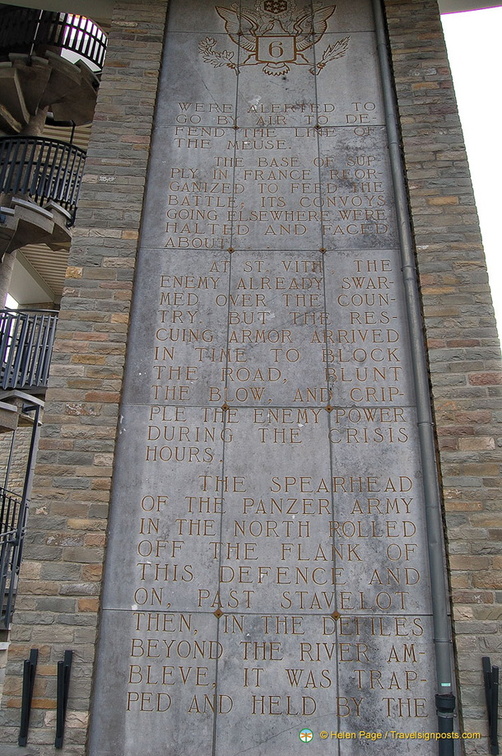 6
WERE ALERTED TO
GO BY AIR TO DE-
FEND THE LINE OF
THE MEUSE.
THE BASE OF SUP-
PLY IN FRANCE REOR-
GANIZED TO FEED THE
BATTLE, ITS CONVOYS
GOING ELSEWHERE WERE
HALTED AND FACED
ABOUT.
AT ST. VITH THE
ENEMY ALREADY SWAR-
MED OVER THE COUN-
TRY, BUT THE RES-
CUING ARMOR ARRIVED
IN TIME TO BLOCK
THE ROAD, BLUNT
THE BLOW, AND CRIP-
PLE THE ENEMY POWER
DURING THE CRISIS
HOURS.
THE SPEARHEAD
OF THE PANZER ARMY
IN THE NORTH ROLLED
OFF THE FLANK OF
THIS DEFENCE AND
ON, PAST STAVELOT.
THEN, IN THE DEFILES
BEYOND THE RIVER AM-
BLEVE, IT WAS TRAP-
PED AND HELD BY THE
© Helen Page / Travelsignposts.com